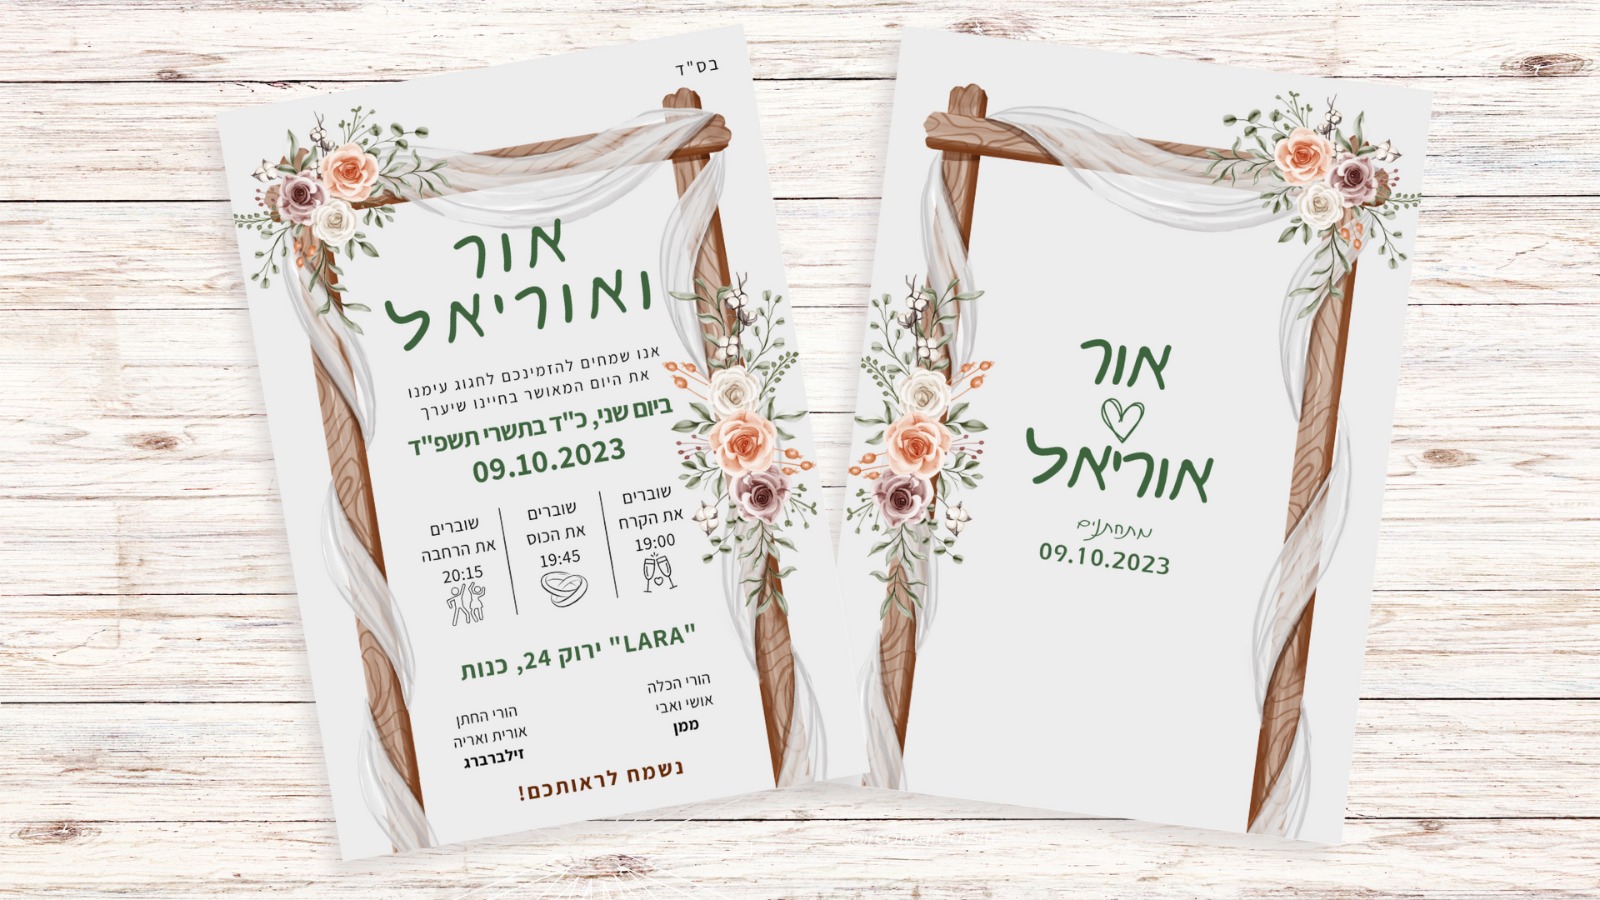 בס"ד
אור
ואוריאל
אנו שמחים להזמינכם לחגוג עימנו
את היום המאושר בחיינו שיערך
ביום שני, כ"ד בתשרי תשפ"ד
09.10.2023
שוברים
את הקרח
19:00
שוברים
את הכוס
19:45
שוברים
את הרחבה
20:15
"LARA" ירוק 24, כנות
הורי הכלה
אושי ואבי
ממן
הורי החתן
אורית ואריה
זילברברג
נשמח לראותכם!
אור
אוריאל
מתחתנים
09.10.2023